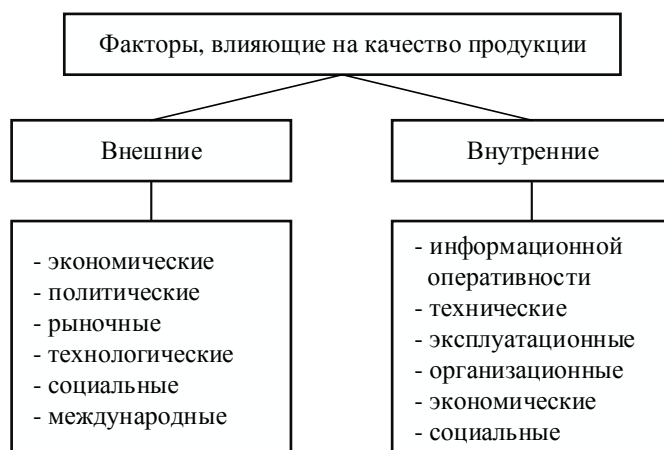 Факторы, влияющие на качество продукции
Внешние
- экономические
- политические
- рыночные
- технологические
- социальные
- международные
Внутренние
- информационной
оперативности
- технические
- эксплуатационные
- организационные
- экономические
- социальные